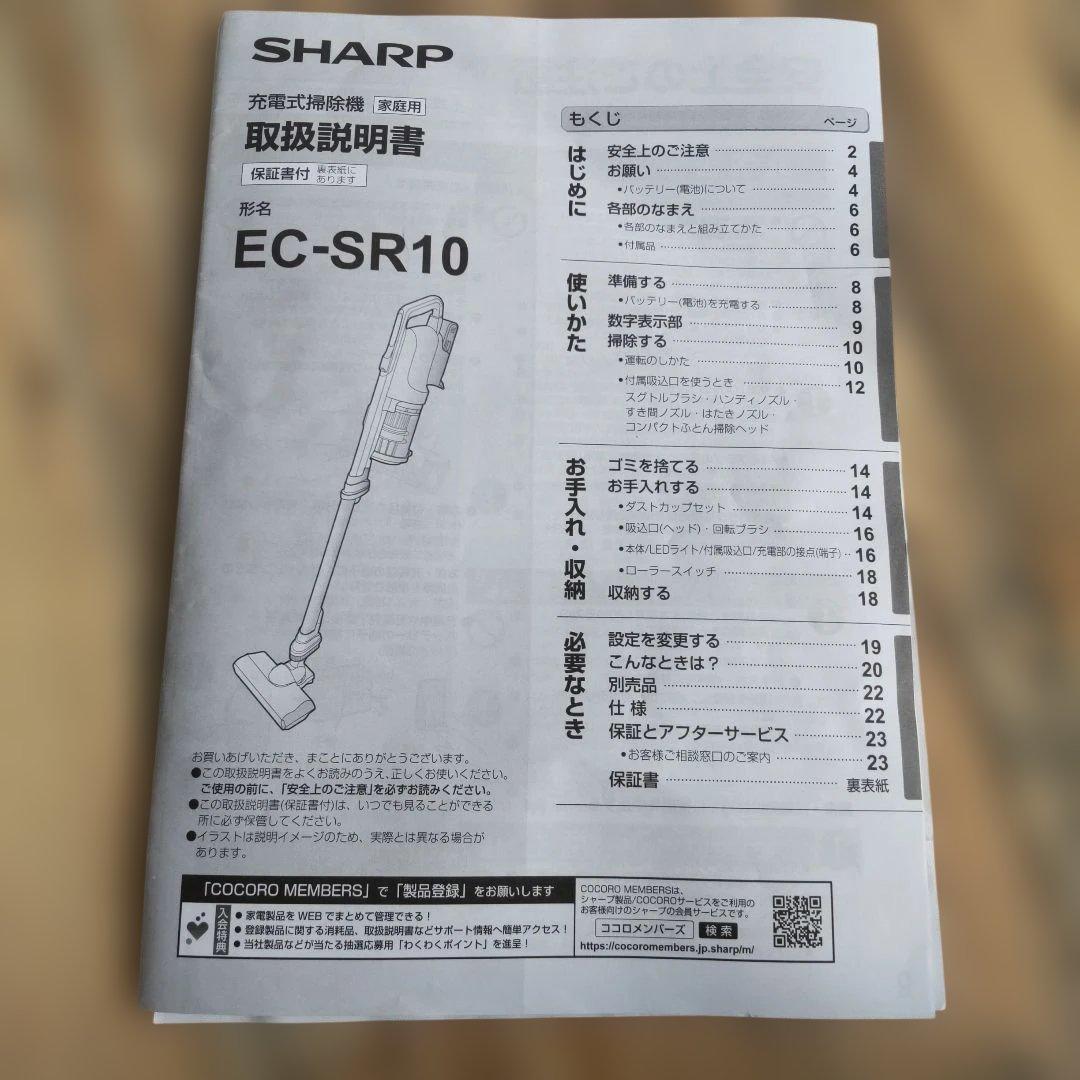 SHARP
充電式掃除機 家庭用
取扱説明書
保証書付 裏表紙に
あります
形名
EC-SR10
お買いあげいただき、まことにありがとうございます。
●この取扱説明書をよくお読みのうえ、正しくお使いください。
ご使用の前に、「安全上のご注意」を必ずお読みください。
●この取扱説明書(保証書付)は、いつでも見ることができる
所に必ず保管してください。
●イラストは説明イメージのため、実際とは異なる場合が
あります。
もくじ ページ
はじめに
安全上のご注意 2
お願い 4
•バッテリー(電池)について 4
各部のなまえ 6
•各部のなまえと組み立てかた 6
•付属品 6
使いかた
準備する 8
•バッテリー(電池)を充電する 8
数字表示部 9
掃除する 10
•運転のしかた 10
•付属吸込口を使うとき 12
スグトルブラシ・ハンディノズル・
すき間ノズル・はたきノズル・
コンパクトふとん掃除ヘッド
お手入れ・収納
ゴミを捨てる 14
お手入れする 14
•ダストカップセット 14
•吸込口(ヘッド)・回転ブラシ 16
•本体/LEDライト/付属吸込口/充電部の接点(端子) 16
•ローラースイッチ 18
収納する 18
必要なとき
設定を変更する 19
こんなときは? 20
別売品 22
仕様 22
保証とアフターサービス 23
•お客様ご相談窓口のご案内 23
保証書 裏表紙
「COCORO MEMBERS」で「製品登録」をお願いします
入会特典
● 家電製品をWEBでまとめて管理できる!
● 登録製品に関する消耗品、取扱説明書などサポート情報へ簡単アクセス!
● 当社製品などが当たる抽選応募用「わくわくポイント」を進呈!
COCORO MEMBERSは、
シャープ製品/COCOROサービスをご利用の
お客様向けのシャープの会員サービスです。
ココロメンバーズ 検索
https://cocoromembers.jp.sharp/m/